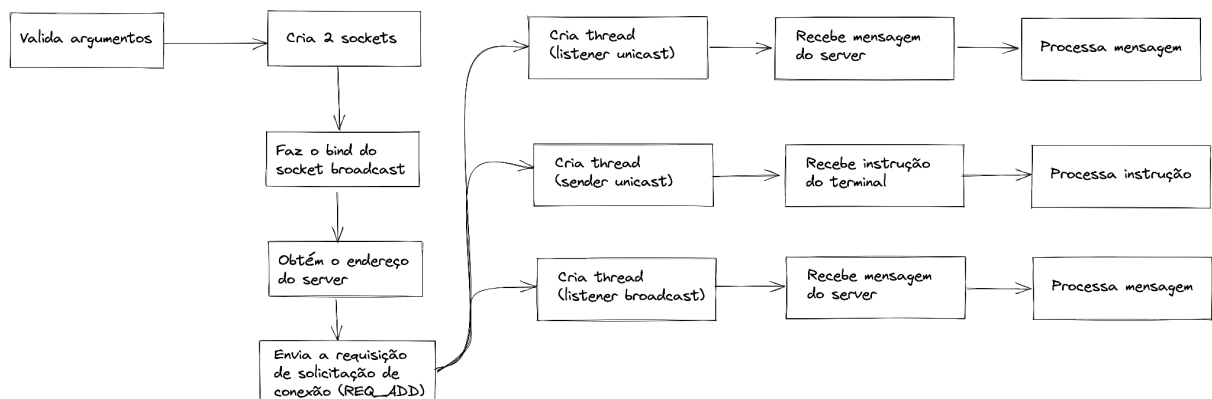 Valida argumentos
Cria 2 sockets
Faz o bind do
socket broadcast
Obtém o endereço
do server
Envia a requisição
de solicitação de
conexão (REQ_ADD)
Cria thread
(listener unicast)
Recebe mensagem
do server
Processa mensagem
Cria thread
(sender unicast)
Recebe instrução
do terminal
Processa instrução
Cria thread
(listener broadcast)
Recebe mensagem
do server
Processa mensagem